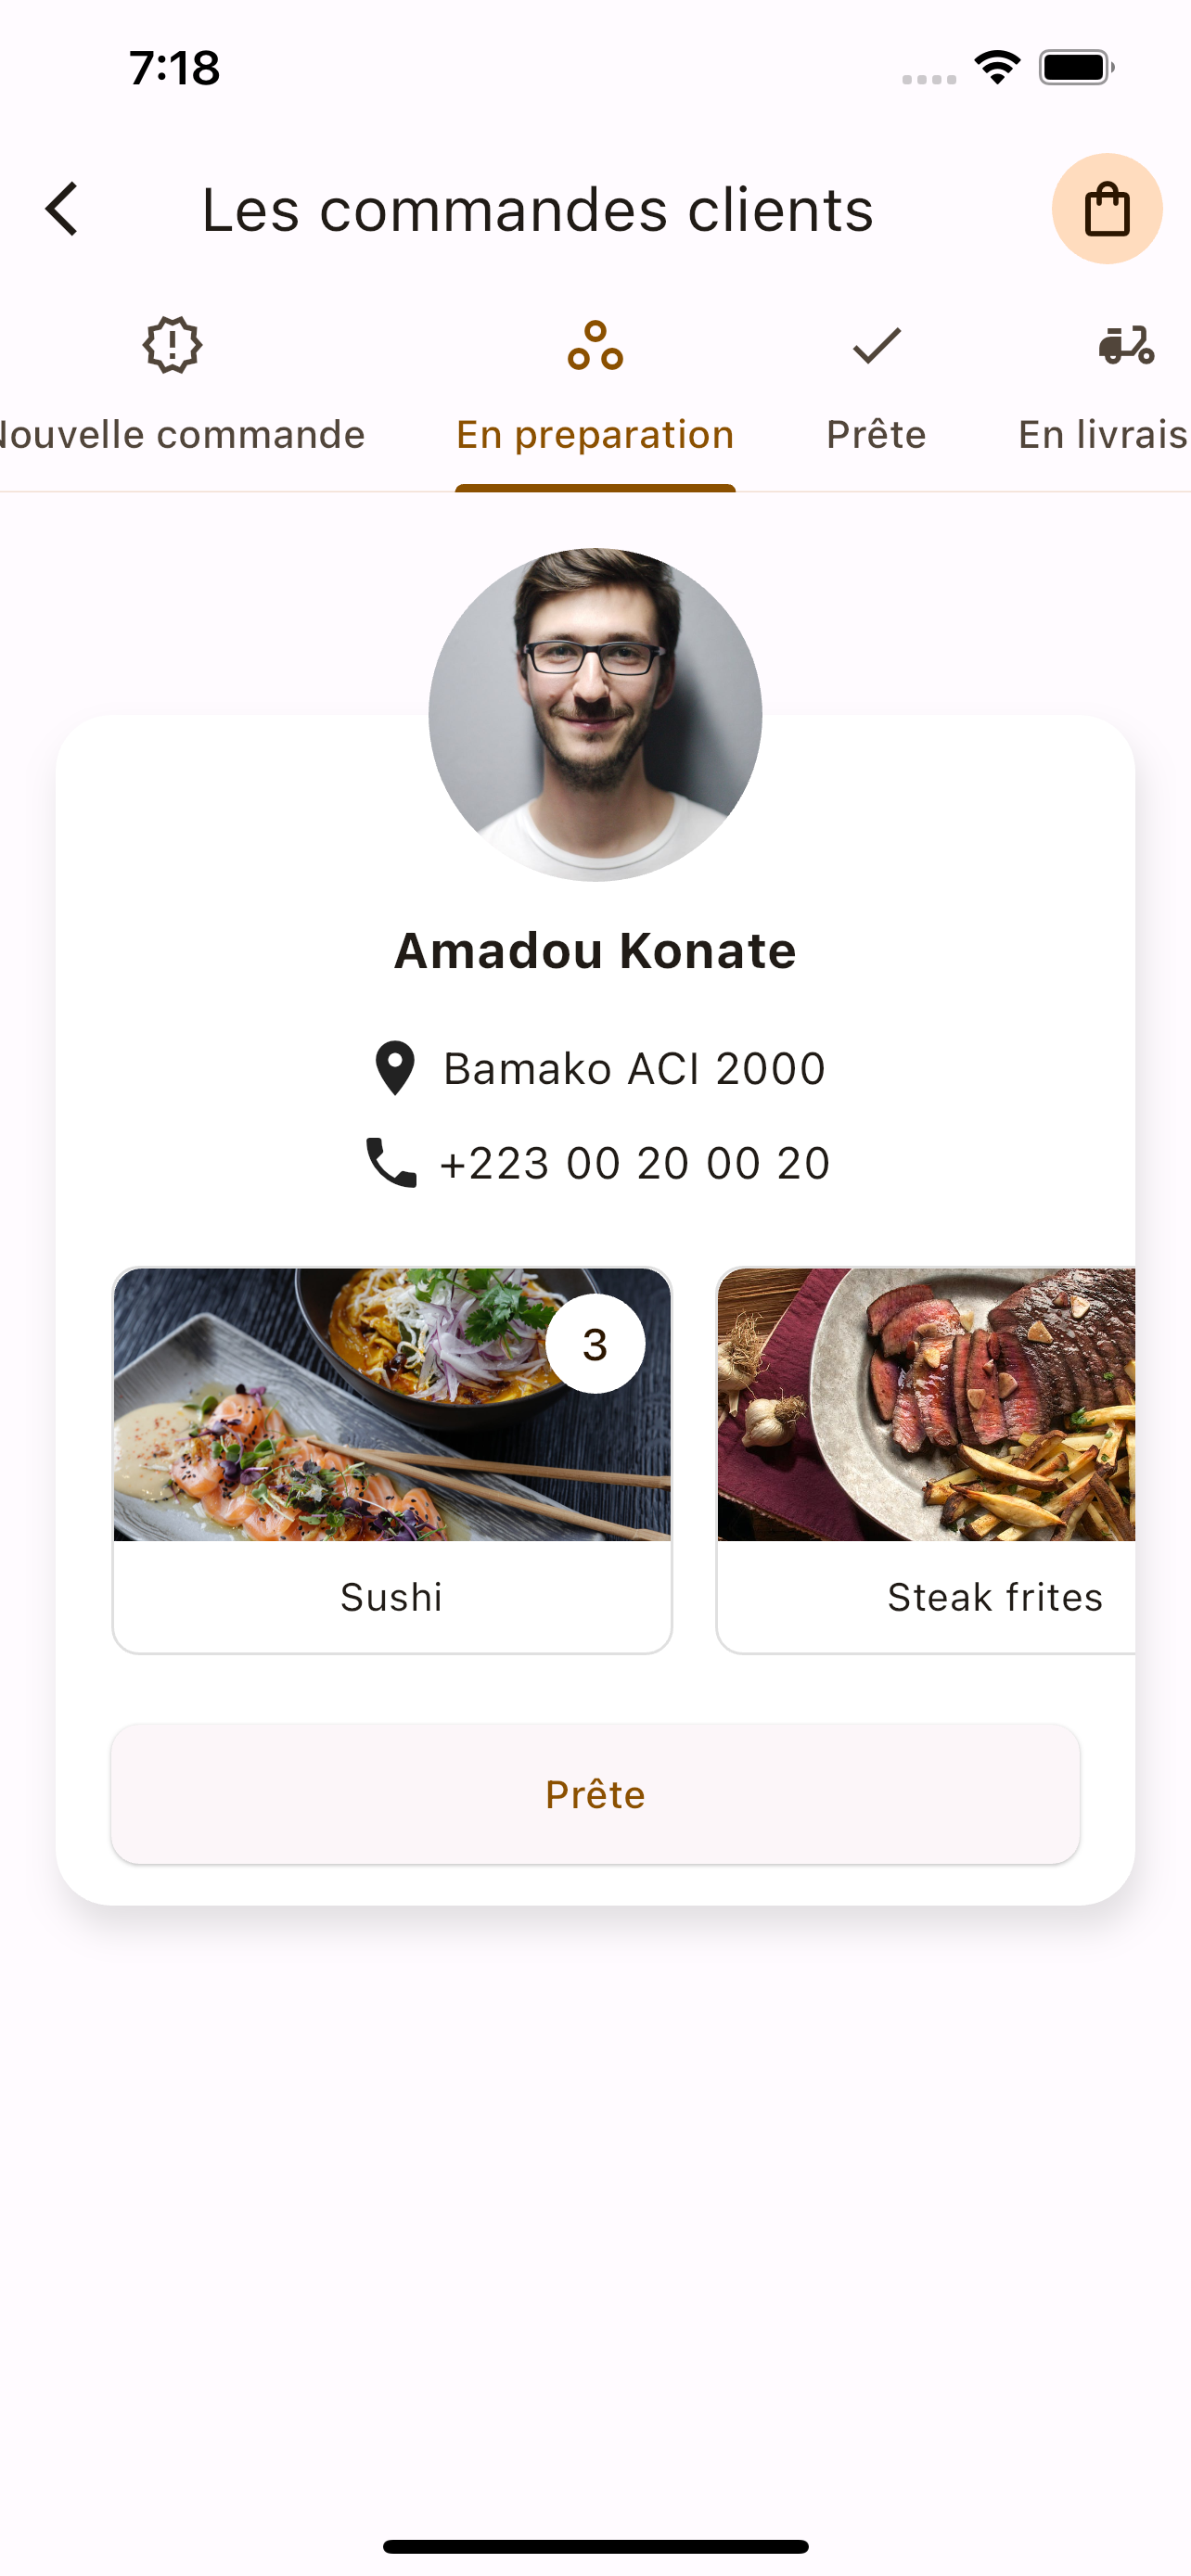 7:18
Les commandes clients
Nouvelle commande
En preparation
Prête
En livrais
Amadou Konate
Bamako ACI 2000
+223 00 20 00 20
3
Sushi
Steak frites
Prête